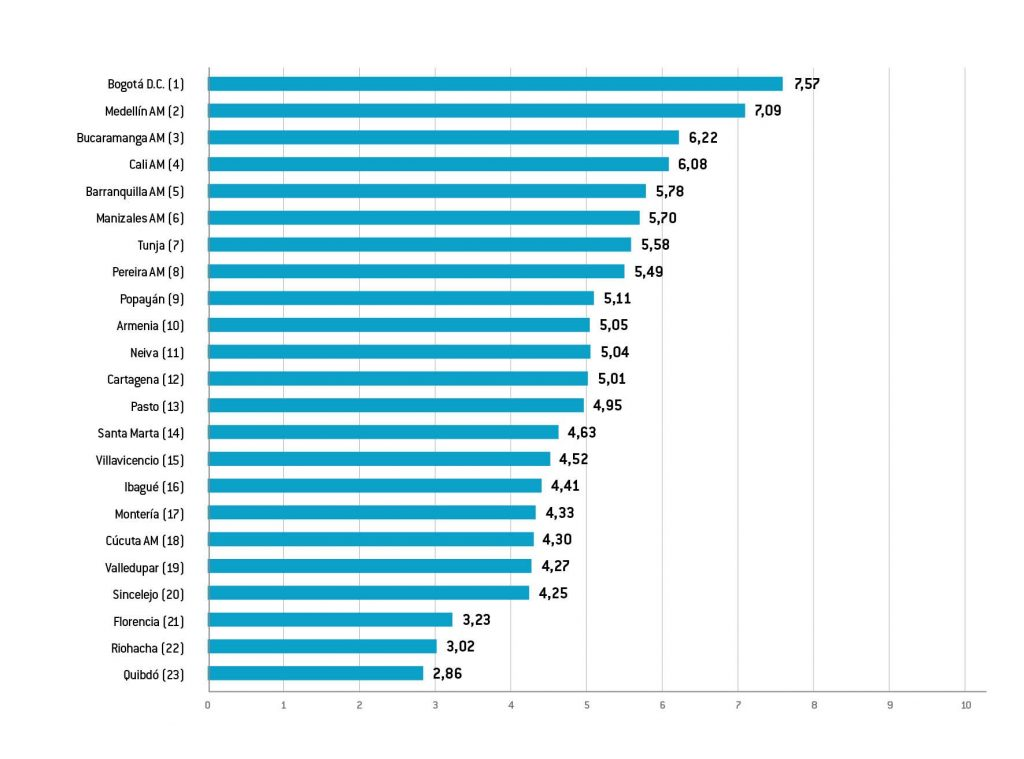 Bogotá D.C. (1) 7,57
Medellín AM (2) 7,09
Bucaramanga AM (3) 6,22
Cali AM (4) 6,08
Barranquilla AM (5) 5,78
Manizales AM (6) 5,70
Tunja (7) 5,58
Pereira AM (8) 5,49
Popayán (9) 5,11
Armenia (10) 5,05
Neiva (11) 5,04
Cartagena (12) 5,01
Pasto (13) 4,95
Santa Marta (14) 4,63
Villavicencio (15) 4,52
Ibagué (16) 4,41
Montería (17) 4,33
Cúcuta AM (18) 4,30
Valledupar (19) 4,27
Sincelejo (20) 4,25
Florencia (21) 3,23
Riohacha (22) 3,02
Quibdó (23) 2,86
0 1 2 3 4 5 6 7 8 9 10